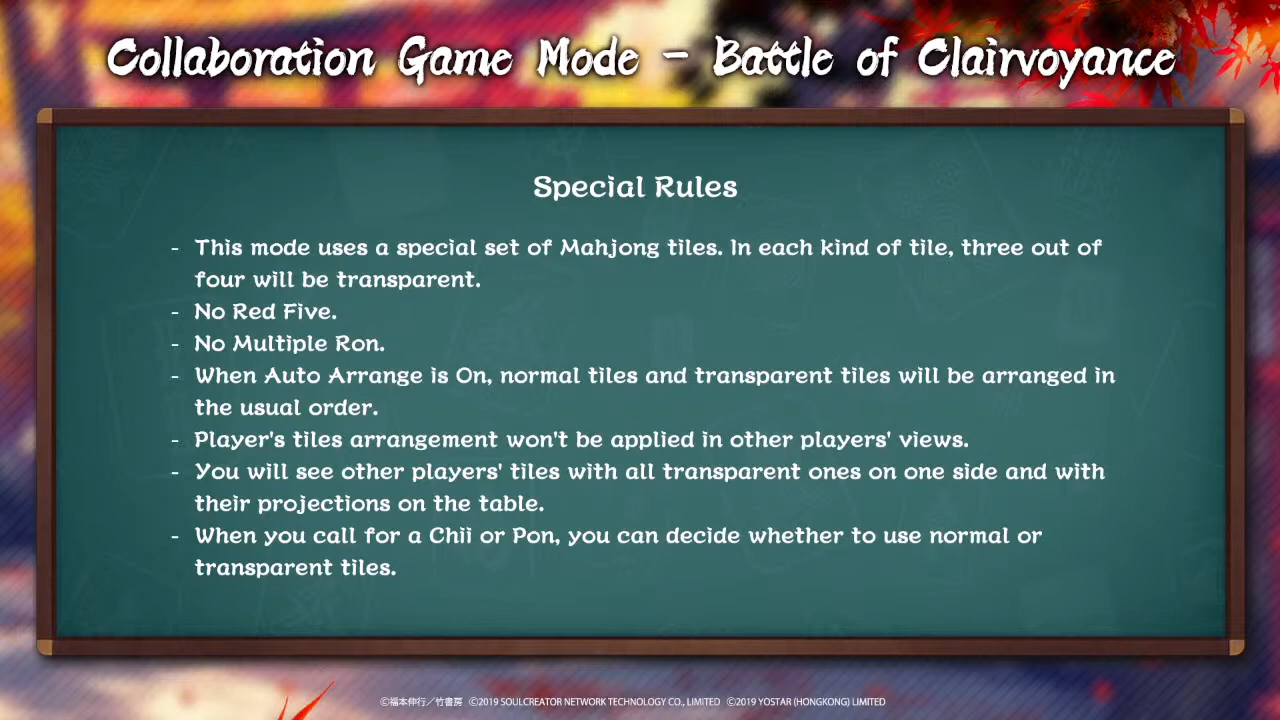 Collaboration Game Mode - Battle of Clairvoyance
Special Rules
- This mode uses a special set of Mahjong tiles. In each kind of tile, three out of
four will be transparent.
- No Red Five.
- No Multiple Ron.
- When Auto Arrange is On, normal tiles and transparent tiles will be arranged in
the usual order.
- Player's tiles arrangement won't be applied in other players' views.
- You will see other players' tiles with all transparent ones on one side and with
their projections on the table.
- When you call for a Chii or Pon, you can decide whether to use normal or
transparent tiles.
©福本伸行／竹書房 ©2019 SOULCREATOR NETWORK TECHNOLOGY CO., LIMITED ©2019 YOSTAR (HONGKONG) LIMITED